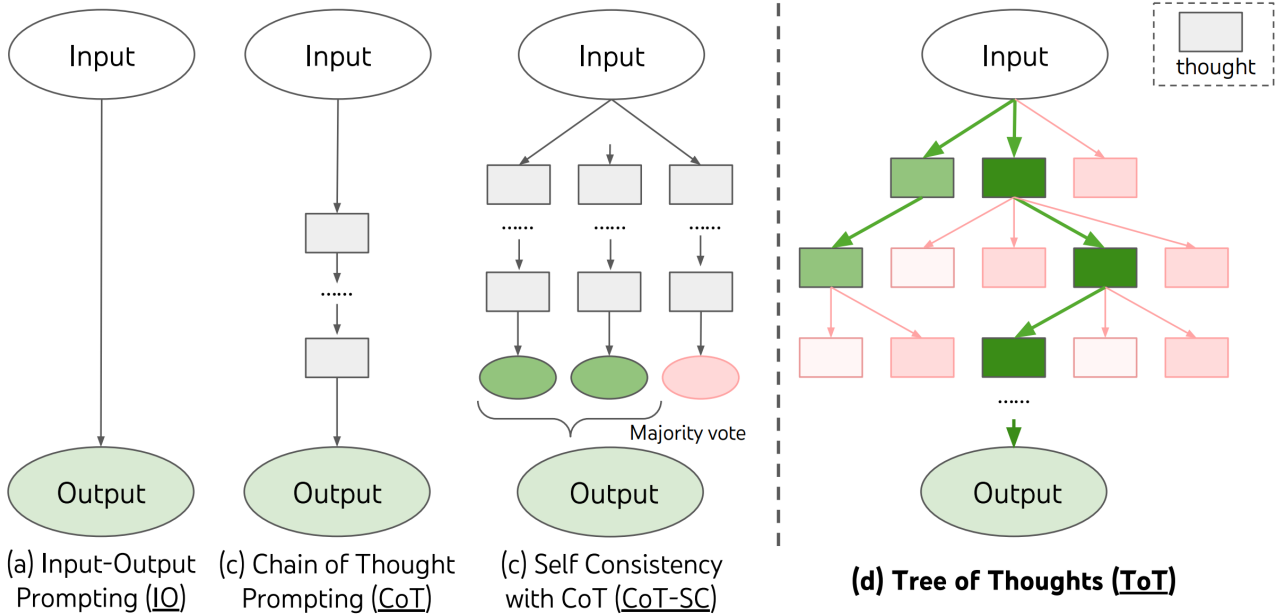 Input
Output
(a) Input-Output
Prompting (IO)
Input
......
Output
(c) Chain of Thought
Prompting (CoT)
Input
......
......
......
Majority vote
Output
(c) Self Consistency
with CoT (CoT-SC)
Input
thought
......
Output
(d) Tree of Thoughts (ToT)